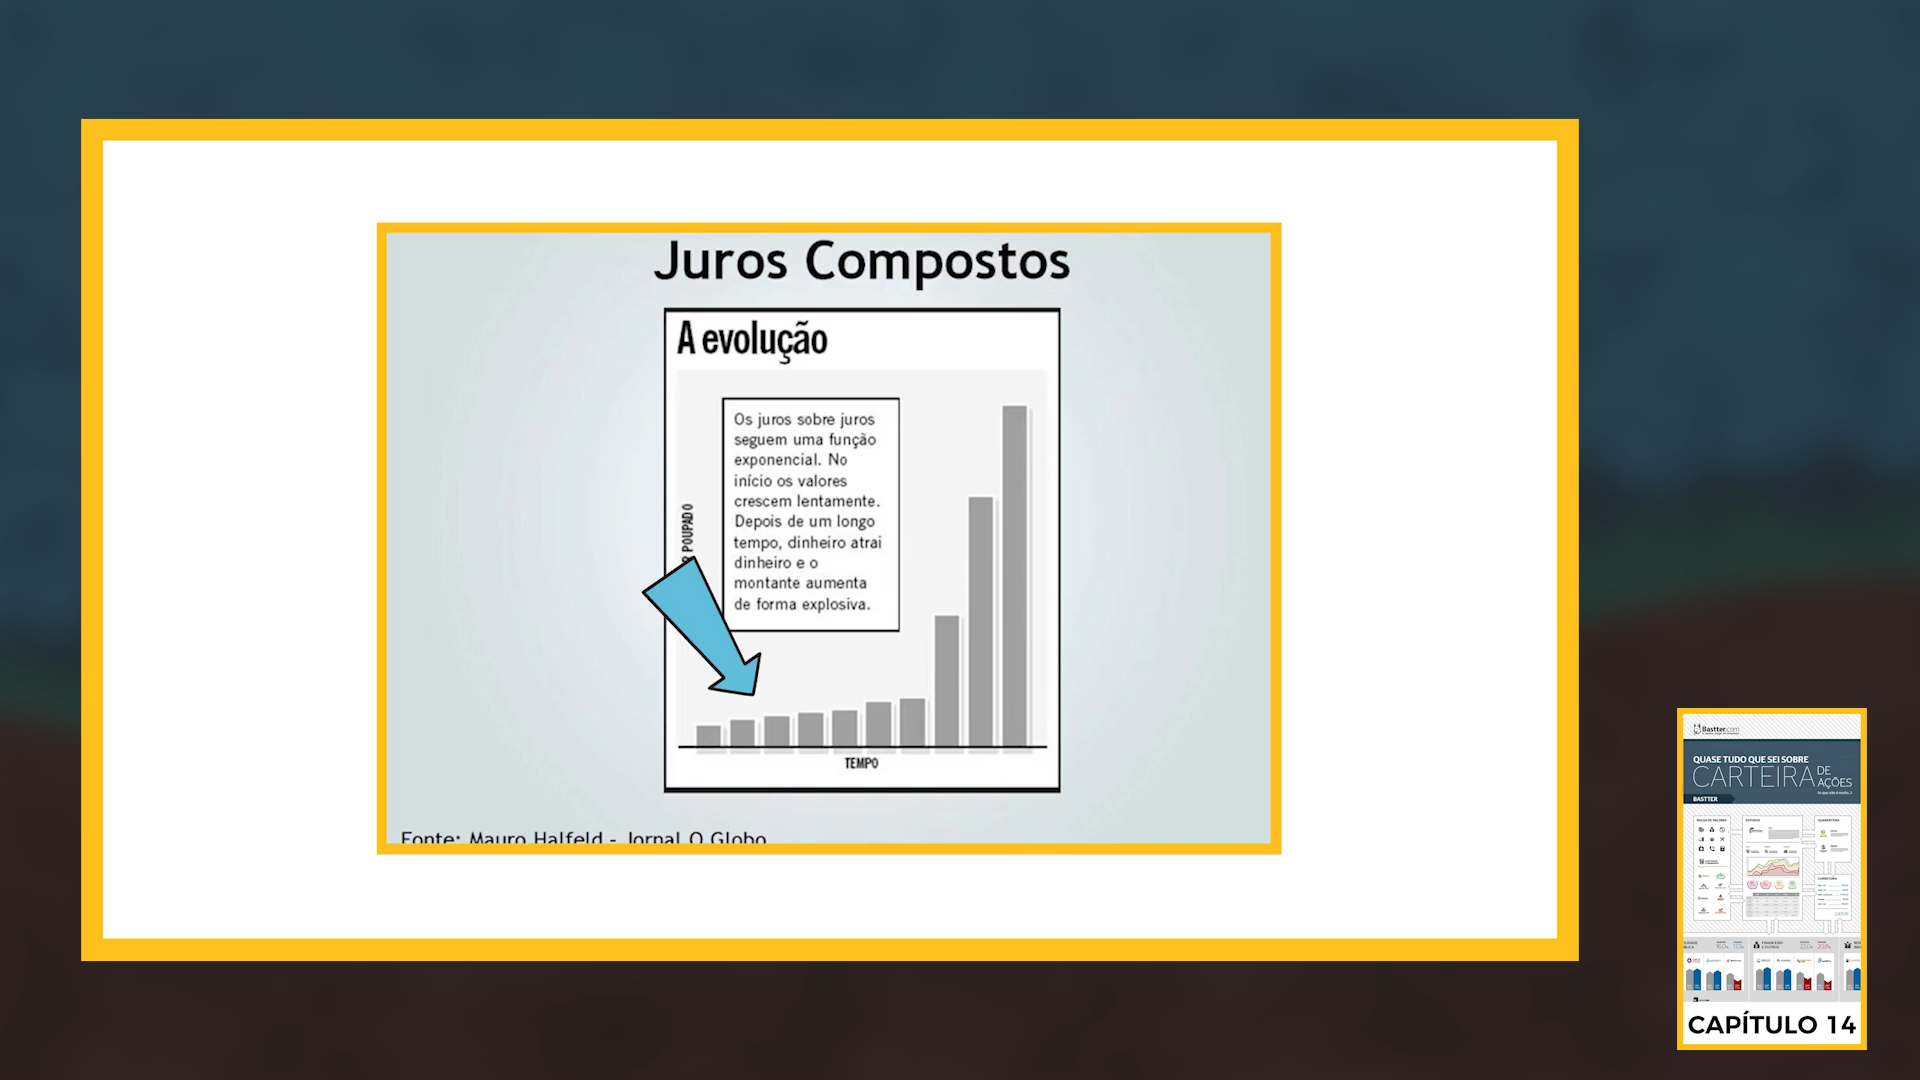 Juros Compostos
A evolução
Os juros sobre juros
seguem uma função
exponencial. No
início os valores
crescem lentamente.
Depois de um longo
tempo, dinheiro atrai
dinheiro e o
montante aumenta
de forma explosiva.
POUPADO
TEMPO
Fonte: Mauro Halfeld - Jornal O Globo
Bastter.com
QUASE TUDO QUE SEI SOBRE
CARTEIRA DE AÇÕES
BASTTER
CAPÍTULO 14